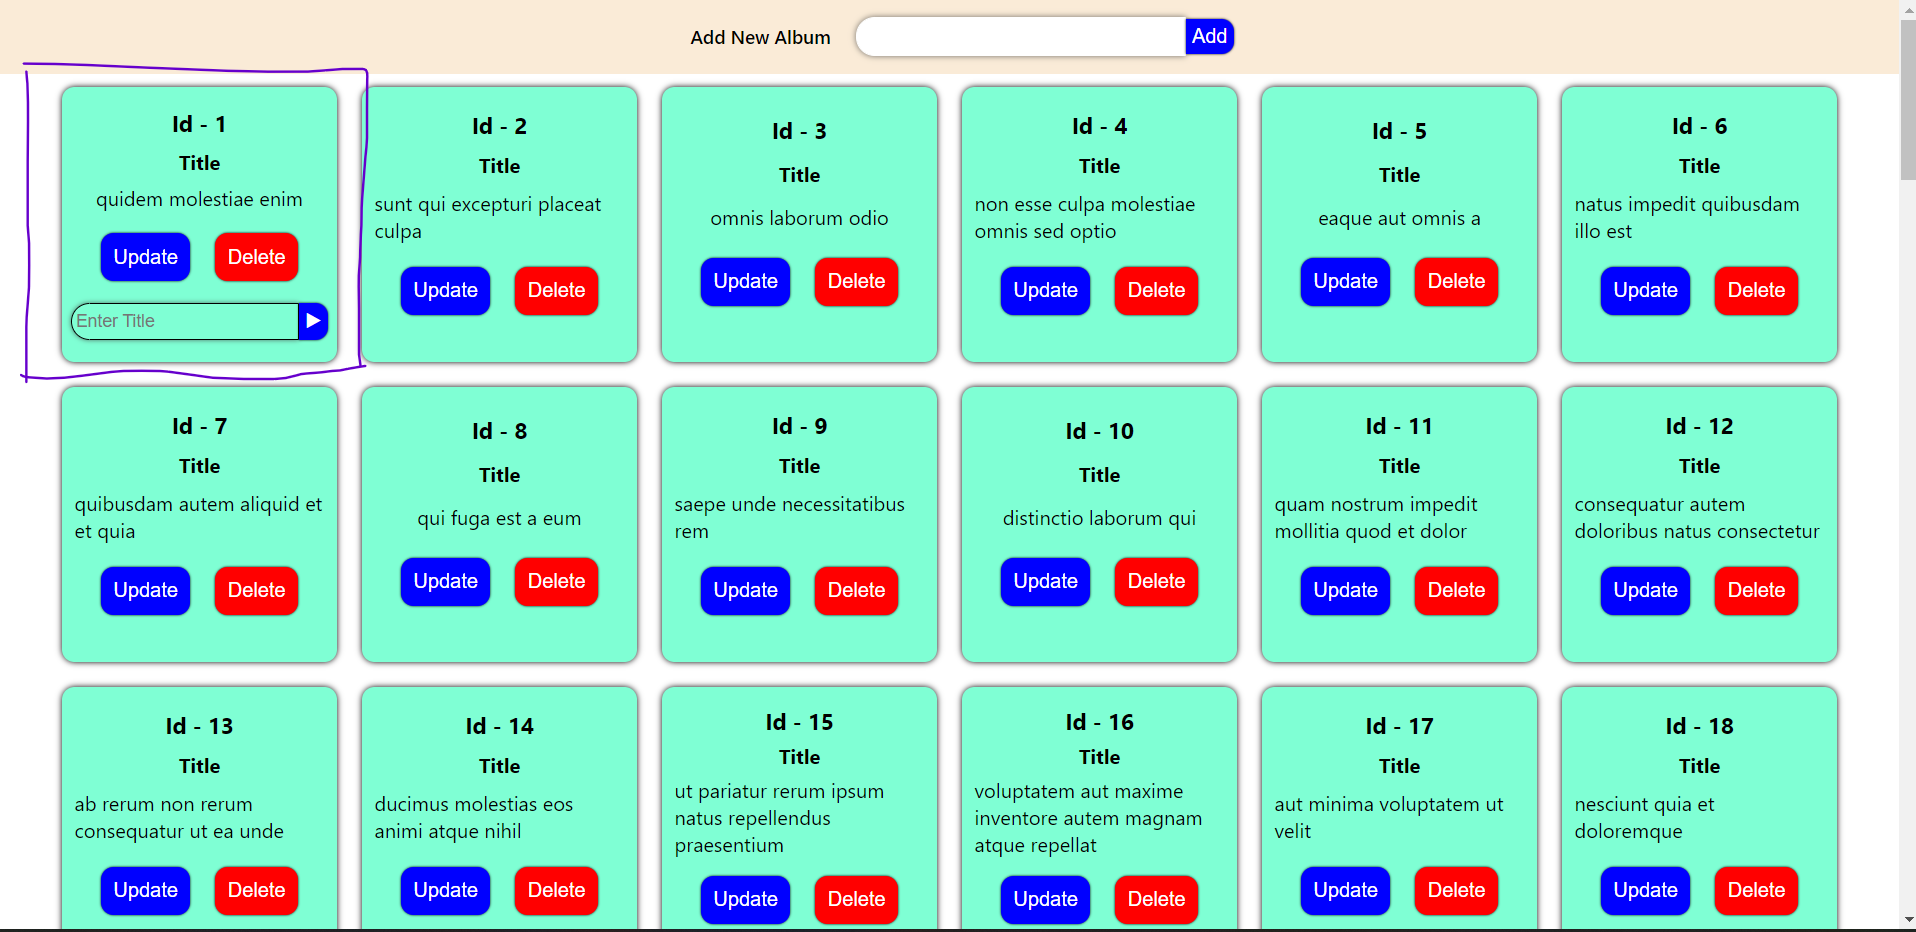 Add New Album Add
Id - 1
Title
quidem molestiae enim
Update Delete
Enter Title
Id - 2
Title
sunt qui excepturi placeat
culpa
Update Delete
Id - 3
Title
omnis laborum odio
Update Delete
Id - 4
Title
non esse culpa molestiae
omnis sed optio
Update Delete
Id - 5
Title
eaque aut omnis a
Update Delete
Id - 6
Title
natus impedit quibusdam
illo est
Update Delete
Id - 7
Title
quibusdam autem aliquid et
et quia
Update Delete
Id - 8
Title
qui fuga est a eum
Update Delete
Id - 9
Title
saepe unde necessitatibus
rem
Update Delete
Id - 10
Title
distinctio laborum qui
Update Delete
Id - 11
Title
quam nostrum impedit
mollitia quod et dolor
Update Delete
Id - 12
Title
consequatur autem
doloribus natus consectetur
Update Delete
Id - 13
Title
ab rerum non rerum
consequatur ut ea unde
Update Delete
Id - 14
Title
ducimus molestias eos
animi atque nihil
Update Delete
Id - 15
Title
ut pariatur rerum ipsum
natus repellendus
praesentium
Update Delete
Id - 16
Title
voluptatem aut maxime
inventore autem magnam
atque repellat
Update Delete
Id - 17
Title
aut minima voluptatem ut
velit
Update Delete
Id - 18
Title
nesciunt quia et
doloremque
Update Delete